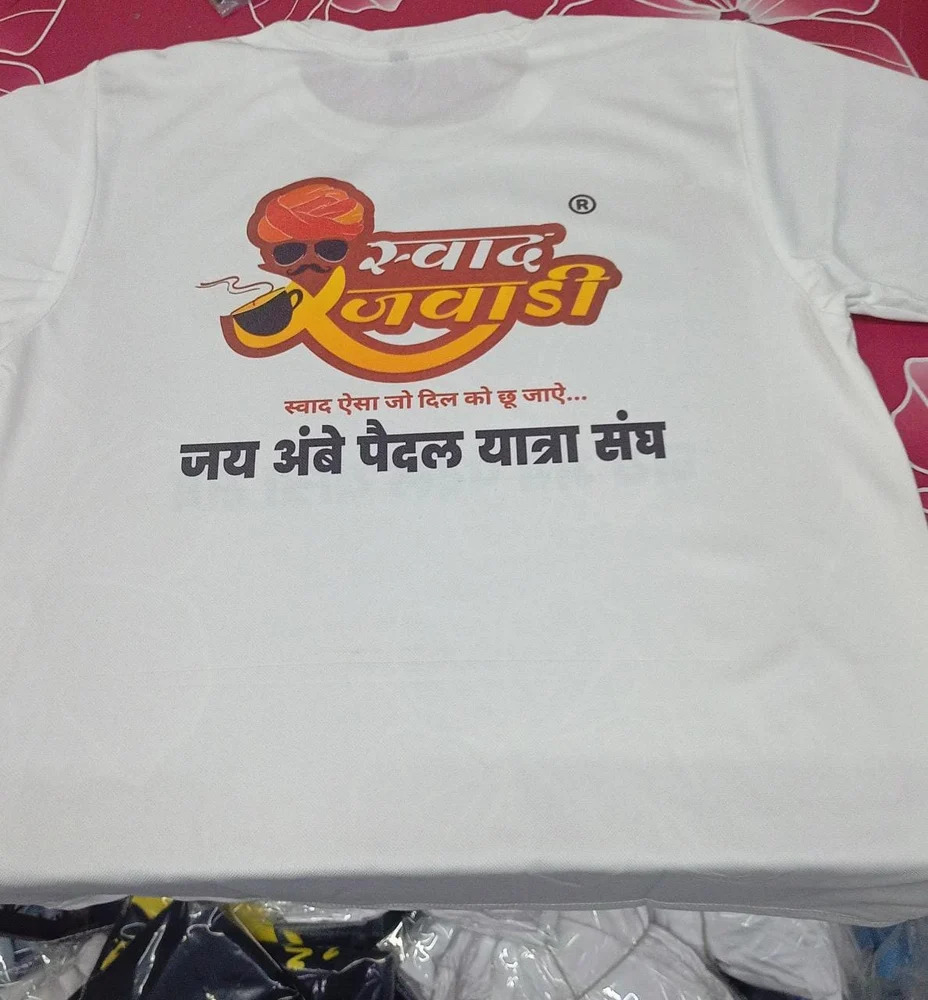 ®
स्वाद
रजवाडी
स्वाद ऐसा जो दिल को छू जाऐ...
जय अंबे पैदल यात्रा संघ